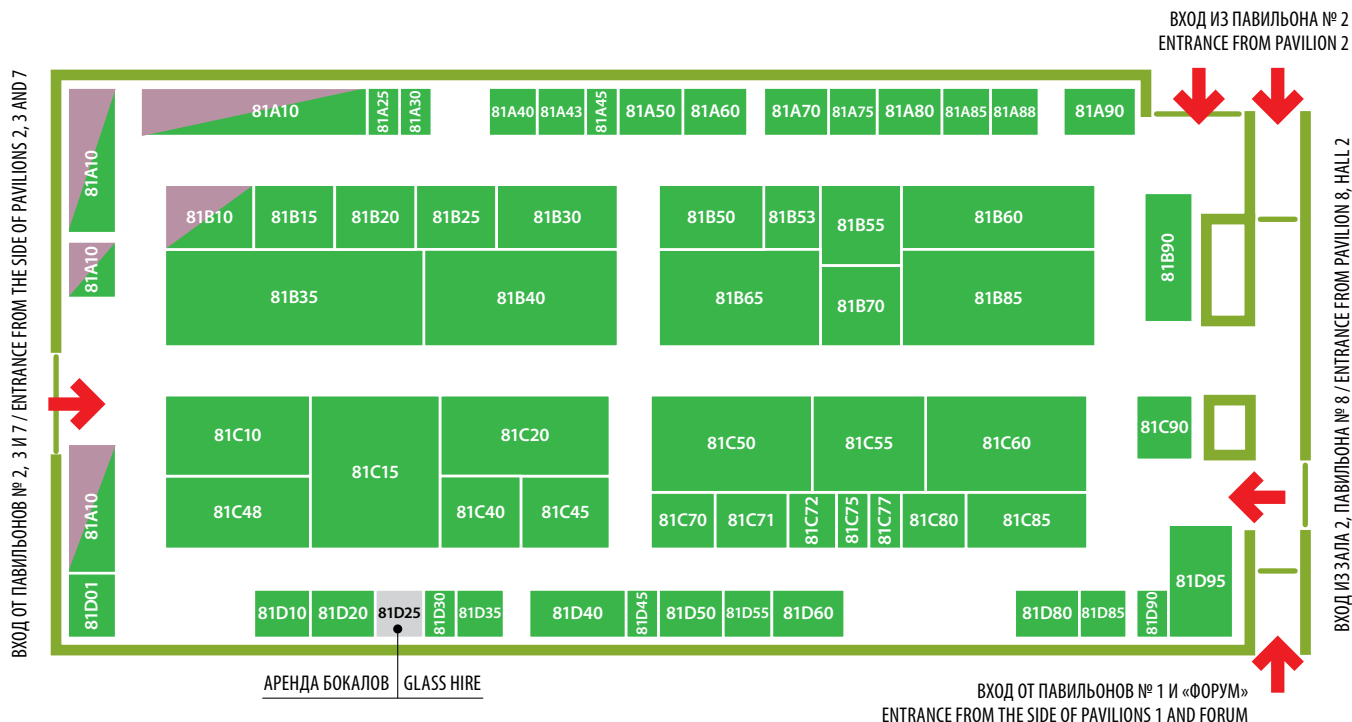 ВХОД ИЗ ПАВИЛЬОНА № 2
ENTRANCE FROM PAVILION 2
ВХОД ОТ ПАВИЛЬОНОВ № 2, 3 И 7 / ENTRANCE FROM THE SIDE OF PAVILIONS 2, 3 AND 7
81A10
81A10
81A25
81A30
81A40
81A43
81A45
81A50
81A60
81A70
81A75
81A80
81A85
81A88
81A90
81A10
81B10
81B15
81B20
81B25
81B30
81B50
81B53
81B55
81B60
81B90
81B35
81B40
81B65
81B70
81B85
81C10
81C15
81C20
81C50
81C55
81C60
81C90
81A10
81C48
81C40
81C45
81C70
81C71
81C72
81C75
81C77
81C80
81C85
81D01
81D10
81D20
81D25
81D30
81D35
81D40
81D45
81D50
81D55
81D60
81D80
81D85
81D90
81D95
ВХОД ИЗ ЗАЛА 2, ПАВИЛЬОНА № 8 / ENTRANCE FROM PAVILION 8, HALL 2
АРЕНДА БОКАЛОВ
GLASS HIRE
ВХОД ОТ ПАВИЛЬОНОВ № 1 И «ФОРУМ»
ENTRANCE FROM THE SIDE OF PAVILIONS 1 AND FORUM